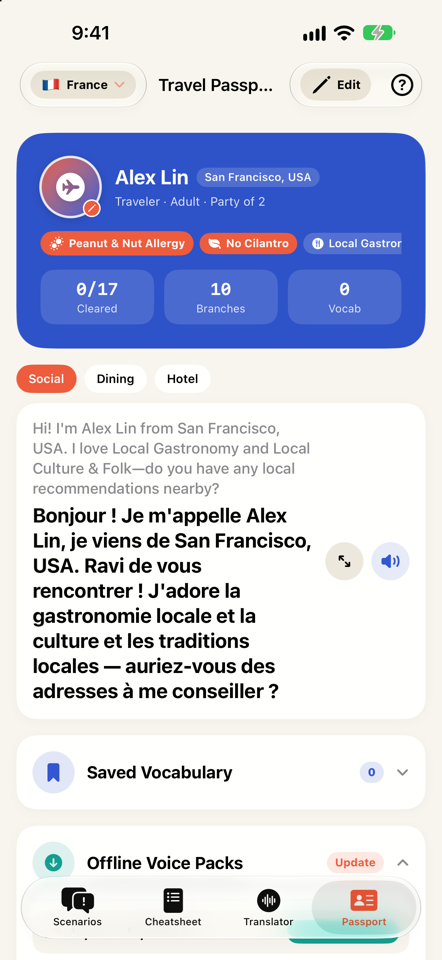 9:41
France
Travel Passp...
Edit
Alex Lin
San Francisco, USA
Traveler · Adult · Party of 2
Peanut & Nut Allergy
No Cilantro
Local Gastror
0/17
Cleared
10
Branches
0
Vocab
Social
Dining
Hotel
Hi! I'm Alex Lin from San Francisco,
USA. I love Local Gastronomy and Local
Culture & Folk—do you have any local
recommendations nearby?
Bonjour ! Je m'appelle Alex
Lin, je viens de San Francisco,
USA. Ravi de vous
rencontrer ! J'adore la
gastronomie locale et la
culture et les traditions
locales — auriez-vous des
adresses à me conseiller ?
Saved Vocabulary
0
Offline Voice Packs
Update
Scenarios
Cheatsheet
Translator
Passport